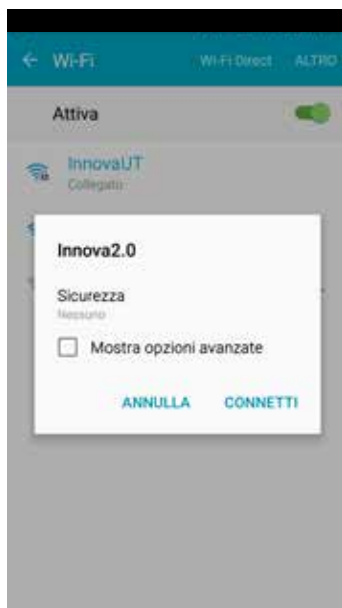 Wi-Fi Wi-Fi Direct ALTRO
Attiva
InnovaUT
Collegato
Innova2.0
Sicurezza
Nessuno
Mostra opzioni avanzate
ANNULLA CONNETTI